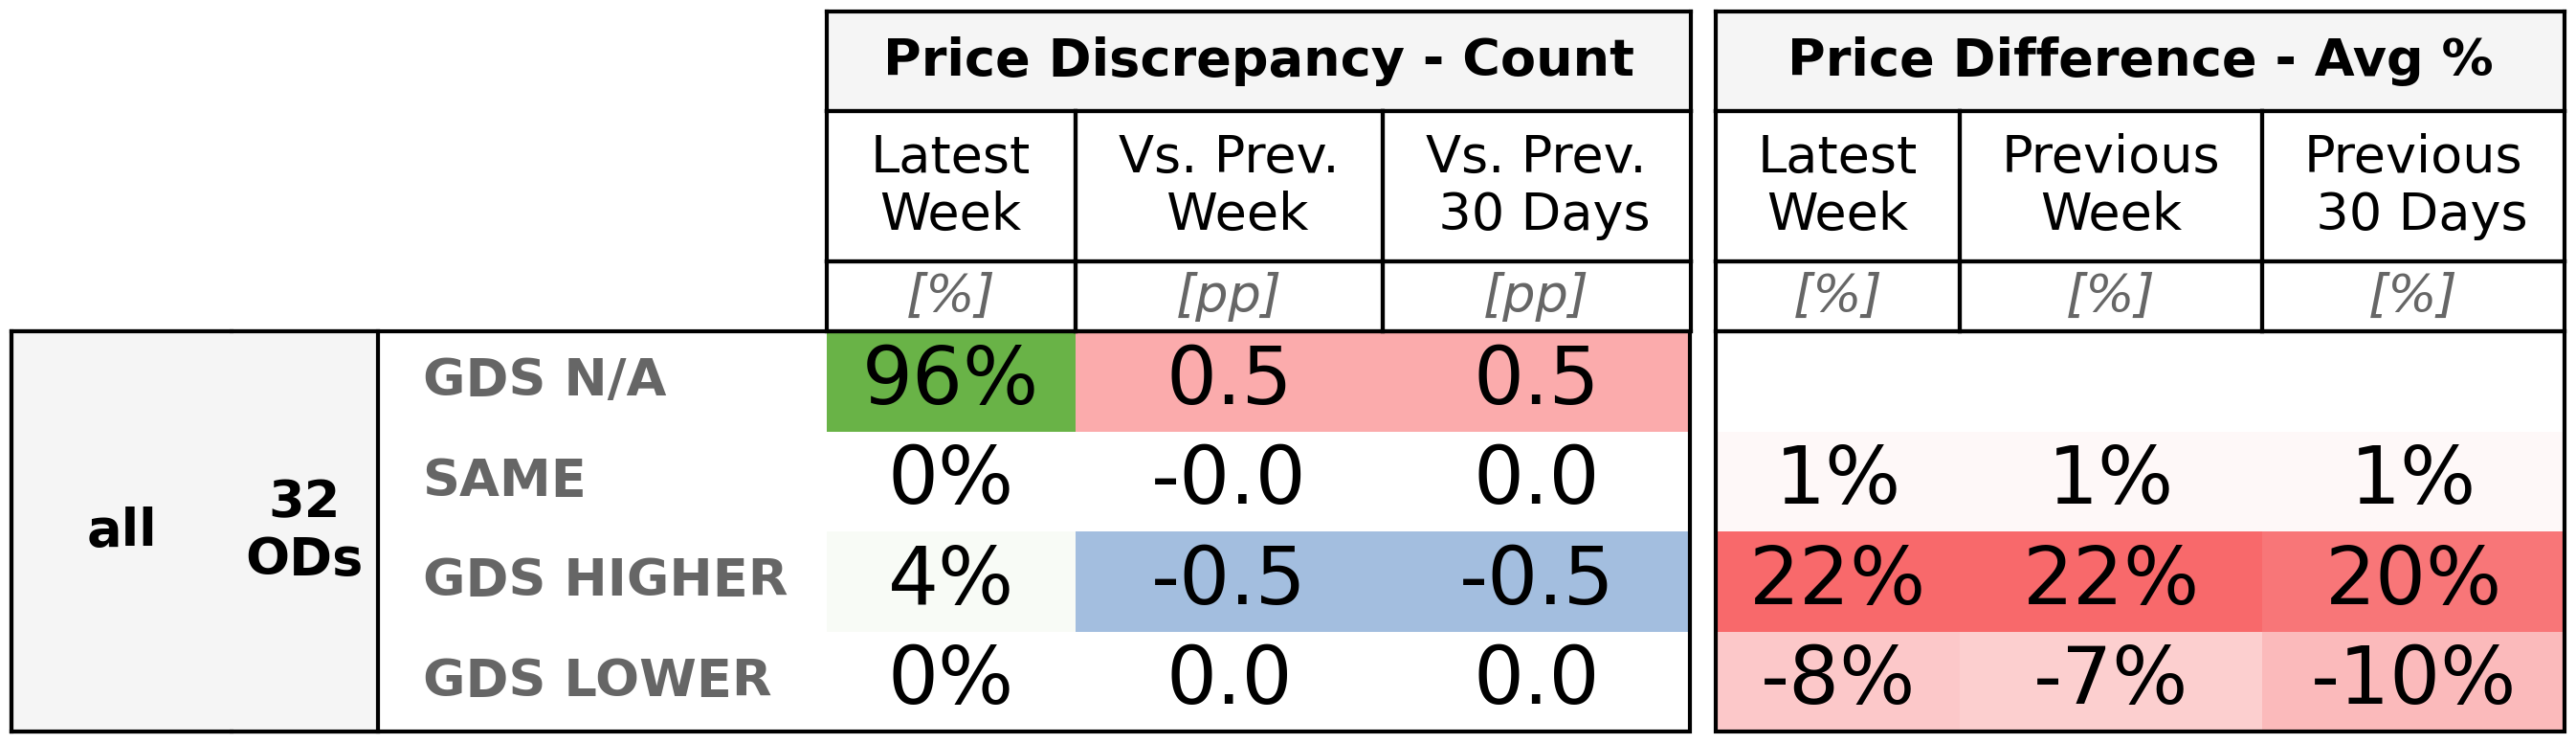 Price Discrepancy - Count Price Difference - Avg %
Latest Week Vs. Prev. Week Vs. Prev. 30 Days Latest Week Previous Week Previous 30 Days
[%] [pp] [pp] [%] [%] [%]
all 32 ODs
GDS N/A 96% 0.5 0.5
SAME 0% -0.0 0.0 1% 1% 1%
GDS HIGHER 4% -0.5 -0.5 22% 22% 20%
GDS LOWER 0% 0.0 0.0 -8% -7% -10%